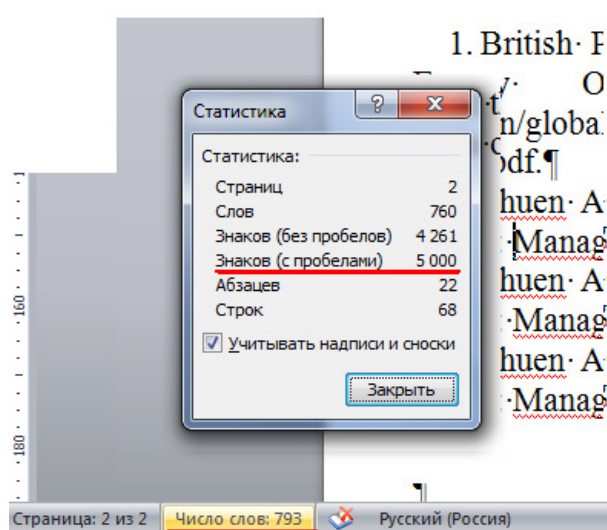 1. British· F
O
n/global
pdf.¶
huen· A
·Manag
huen· A
·Manag
huen· A
·Manag
¶
Статистика
Статистика:
Страниц 2
Слов 760
Знаков (без пробелов) 4 261
Знаков (с пробелами) 5 000
Абзацев 22
Строк 68
Учитывать надписи и сноски
Закрыть
160
180
Страница: 2 из 2 Число слов: 793 Русский (Россия)